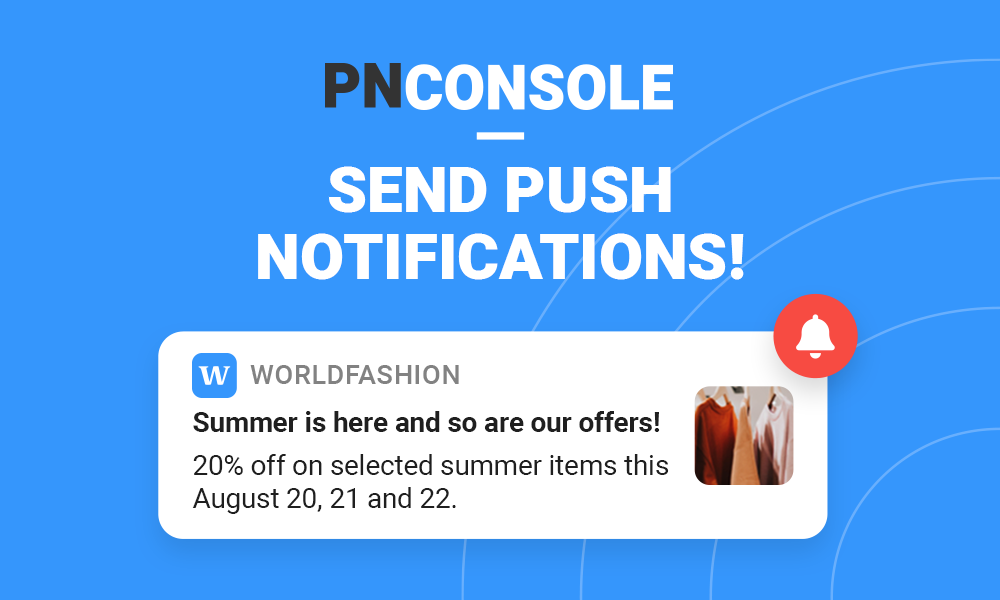 PNCONSOLE
SEND PUSH
NOTIFICATIONS!
W WORLDFASHION
Summer is here and so are our offers!
20% off on selected summer items this
August 20, 21 and 22.